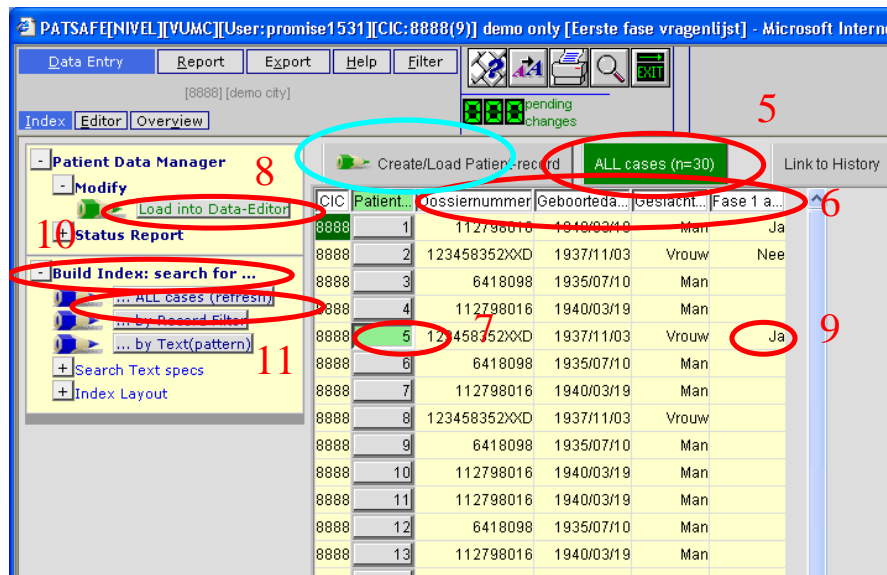 PATSAFE[NIVEL][VUMC][User:promise1531][CIC:8888(9)] demo only [Eerste fase vragenlijst] - Microsoft Interne
Data Entry Report Export Help Filter
[8888] [demo city]
888 pending changes
EXIT
Index Editor Overview
5
- Patient Data Manager
8
- Modify
Load into Data-Editor
10
+ Status Report
- Build Index: search for ...
... ALL cases (refresh)
... by Record Filter
... by Text(pattern)
11
+ Search Text specs
+ Index Layout
Create/Load Patient-record ALL cases (n=30) Link to History
CIC Patient... Dossiernummer Geboorteda... Geslacht... Fase 1 a...
6
8888 1 112798016 1940/03/19 Man Ja
8888 2 123458352XXD 1937/11/03 Vrouw Nee
8888 3 6418098 1935/07/10 Man
8888 4 112798016 1940/03/19 Man
7
9
8888 5 123458352XXD 1937/11/03 Vrouw Ja
8888 6 6418098 1935/07/10 Man
8888 7 112798016 1940/03/19 Man
8888 8 123458352XXD 1937/11/03 Vrouw
8888 9 6418098 1935/07/10 Man
8888 10 112798016 1940/03/19 Man
8888 11 112798016 1940/03/19 Man
8888 12 6418098 1935/07/10 Man
8888 13 112798016 1940/03/19 Man